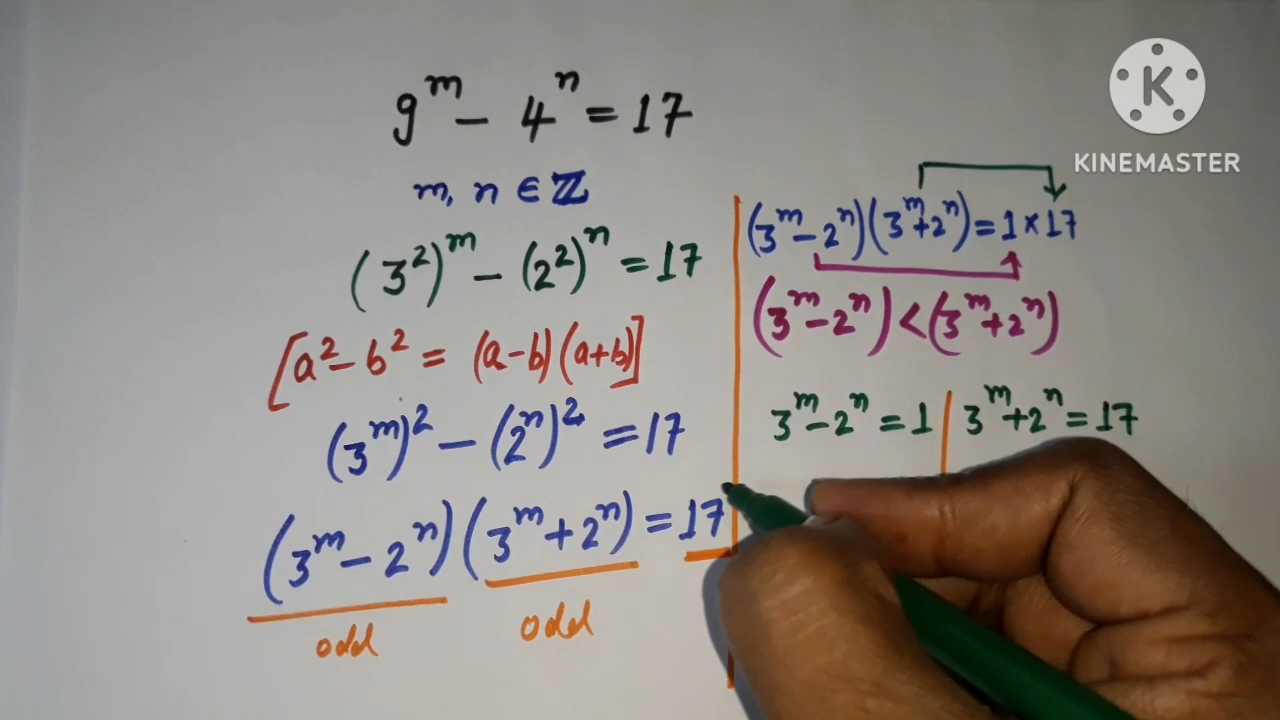 9^m - 4^n = 17
m, n ∈ ℤ
(3^2)^m - (2^2)^n = 17
[a^2 - b^2 = (a-b)(a+b)]
(3^m)^2 - (2^n)^2 = 17
(3^m - 2^n)(3^m + 2^n) = 17
odd odd
(3^m - 2^n)(3^m + 2^n) = 1 × 17
(3^m - 2^n) < (3^m + 2^n)
3^m - 2^n = 1 | 3^m + 2^n = 17
K
KINEMASTER